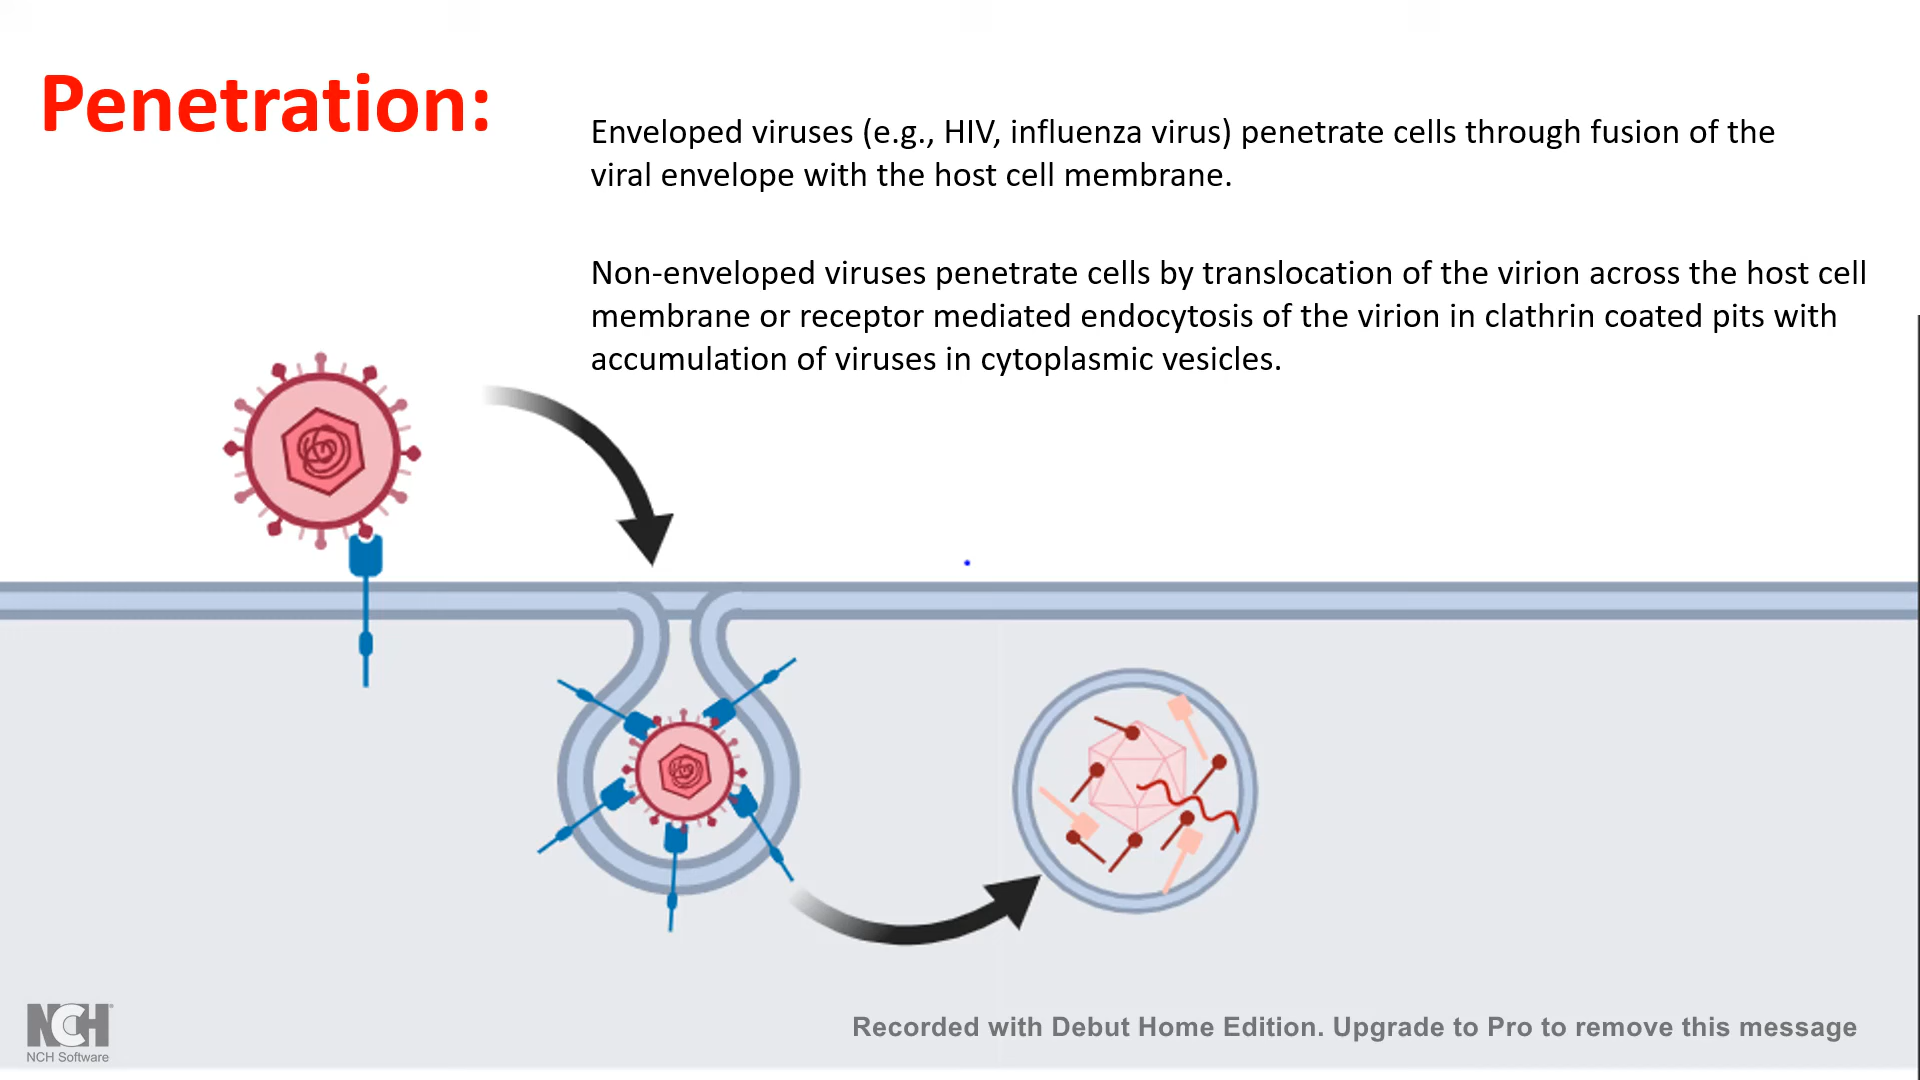 Penetration:
Enveloped viruses (e.g., HIV, influenza virus) penetrate cells through fusion of the
viral envelope with the host cell membrane.
Non-enveloped viruses penetrate cells by translocation of the virion across the host cell
membrane or receptor mediated endocytosis of the virion in clathrin coated pits with
accumulation of viruses in cytoplasmic vesicles.
NCH
NCH Software
Recorded with Debut Home Edition. Upgrade to Pro to remove this message